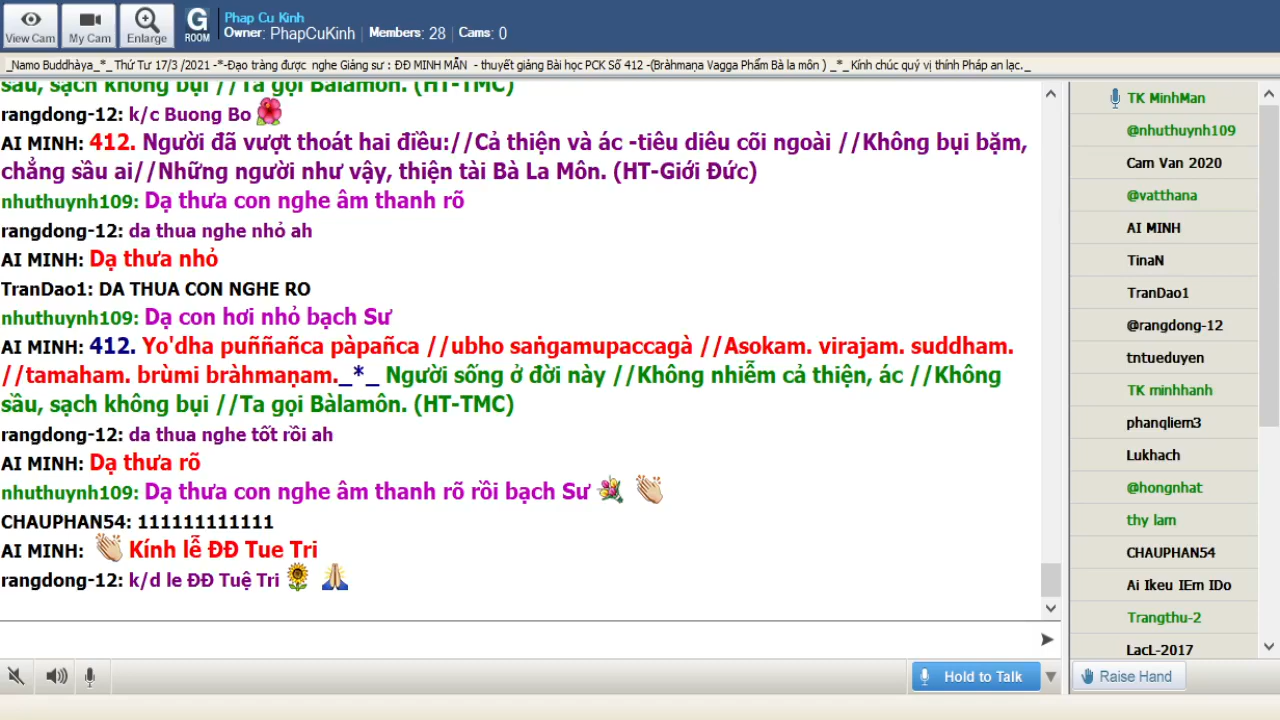 View Cam
My Cam
Enlarge
G
ROOM
Phap Cu Kinh
Owner: PhapCuKinh | Members: 28 | Cams: 0
_Namo Buddhàya_*_ Thứ Tư 17/3 /2021 -*-Đạo tràng được nghe Giảng sư : ĐĐ MINH MẪN - thuyết giảng Bài học PCK Số 412 -(Bràhmaṇa Vagga Phẩm Bà la môn ) _*_Kính chúc quý vị thính Pháp an lạc._
sầu, sạch không bụi //Ta gọi Bàlamôn. (HT-TMC)
rangdong-12: k/c Buong Bo
AI MINH: 412. Người đã vượt thoát hai điều://Cả thiện và ác -tiêu diêu cõi ngoài //Không bụi bặm,
chẳng sầu ai//Những người như vậy, thiện tài Bà La Môn. (HT-Giới Đức)
nhuthuynh109: Dạ thưa con nghe âm thanh rõ
rangdong-12: da thua nghe nhỏ ah
AI MINH: Dạ thưa nhỏ
TranDao1: DA THUA CON NGHE RO
nhuthuynh109: Dạ con hơi nhỏ bạch Sư
AI MINH: 412. Yo'dha puññañca pàpañca //ubho saṅgamupaccagà //Asokam. virajam. suddham.
//tamaham. brùmi bràhmaṇam._*_ Người sống ở đời này //Không nhiễm cả thiện, ác //Không
sầu, sạch không bụi //Ta gọi Bàlamôn. (HT-TMC)
rangdong-12: da thua nghe tốt rồi ah
AI MINH: Dạ thưa rõ
nhuthuynh109: Dạ thưa con nghe âm thanh rõ rồi bạch Sư
CHAUPHAN54: 111111111111
AI MINH: Kính lễ ĐĐ Tue Tri
rangdong-12: k/d le ĐĐ Tuệ Tri
TK MinhMan
@nhuthuynh109
Cam Van 2020
@vatthana
AI MINH
TinaN
TranDao1
@rangdong-12
tntueduyen
TK minhhanh
phanqliem3
Lukhach
@hongnhat
thy lam
CHAUPHAN54
Ai Ikeu IEm IDo
Trangthu-2
LacL-2017
Hold to Talk
Raise Hand